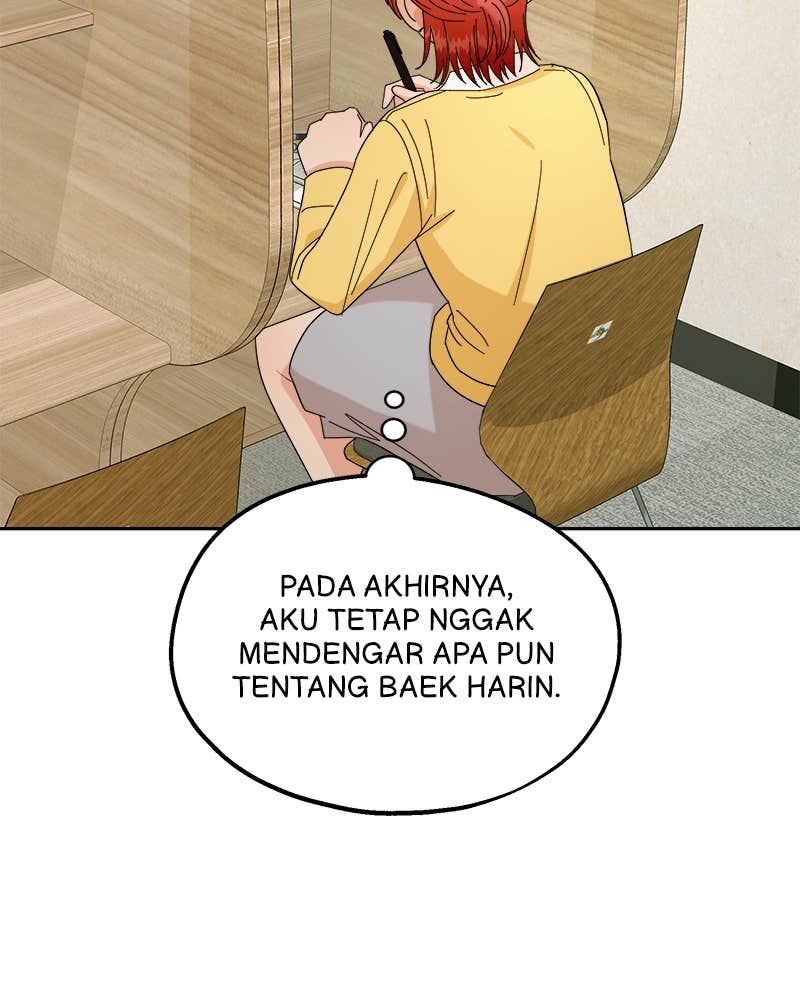 PADA AKHIRNYA,
AKU TETAP NGGAK
MENDENGAR APA PUN
TENTANG BAEK HARIN.